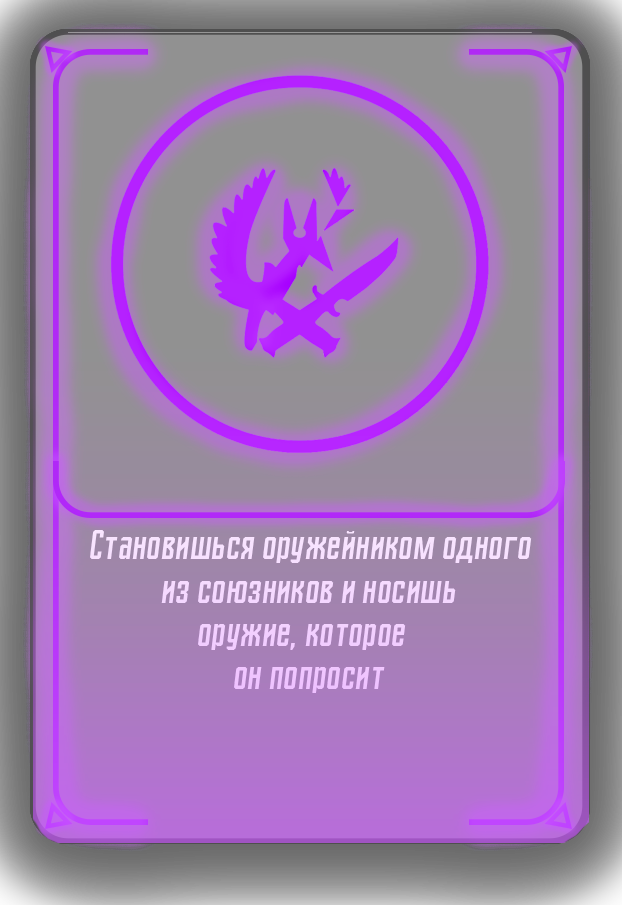 Становишься оружейником одного
из союзников и носишь
оружие, которое
он попросит